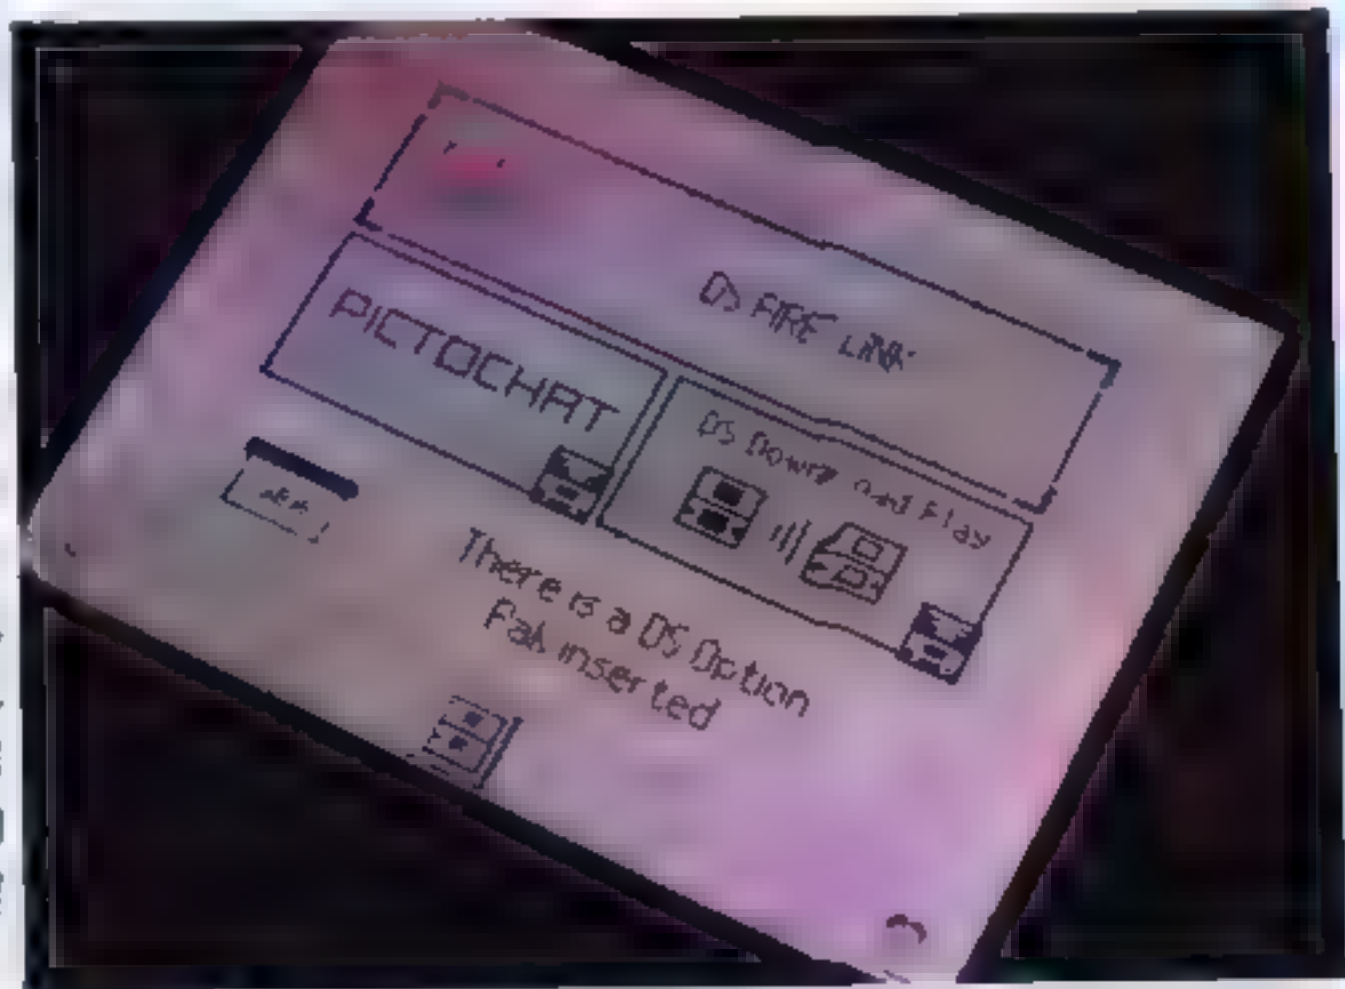 DS FIRE LINK
PICTOCHAT
DS Download Play
There is a DS Option
Pak inserted